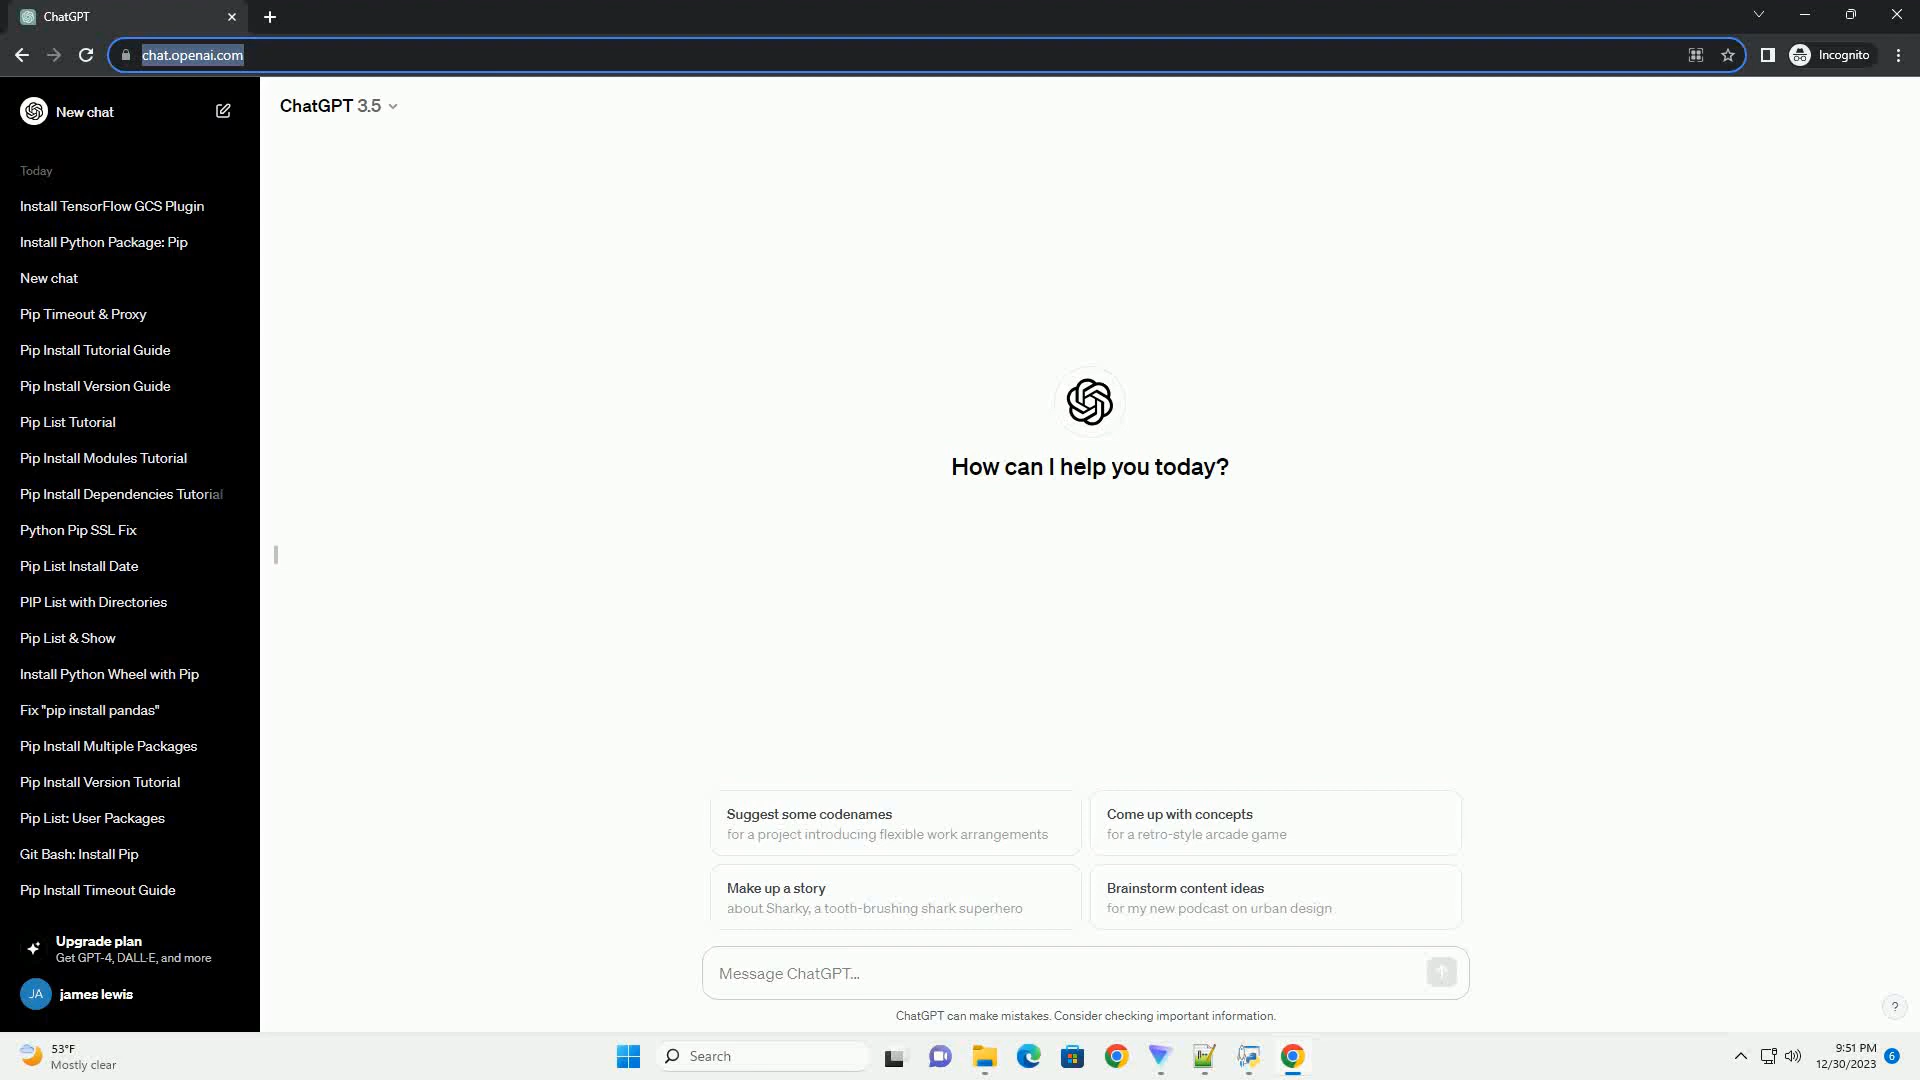 ChatGPT
chat.openai.com
Incognito
New chat
ChatGPT 3.5
Today
Install TensorFlow GCS Plugin
Install Python Package: Pip
New chat
Pip Timeout & Proxy
Pip Install Tutorial Guide
Pip Install Version Guide
Pip List Tutorial
Pip Install Modules Tutorial
Pip Install Dependencies Tutorial
Python Pip SSL Fix
Pip List Install Date
PIP List with Directories
Pip List & Show
Install Python Wheel with Pip
Fix "pip install pandas"
Pip Install Multiple Packages
Pip Install Version Tutorial
Pip List: User Packages
Git Bash: Install Pip
Pip Install Timeout Guide
Upgrade plan
Get GPT-4, DALL·E, and more
JA
james lewis
How can I help you today?
Suggest some codenames
for a project introducing flexible work arrangements
Come up with concepts
for a retro-style arcade game
Make up a story
about Sharky, a tooth-brushing shark superhero
Brainstorm content ideas
for my new podcast on urban design
Message ChatGPT...
ChatGPT can make mistakes. Consider checking important information.
?
53°F
Mostly clear
Search
9:51 PM
12/30/2023
6